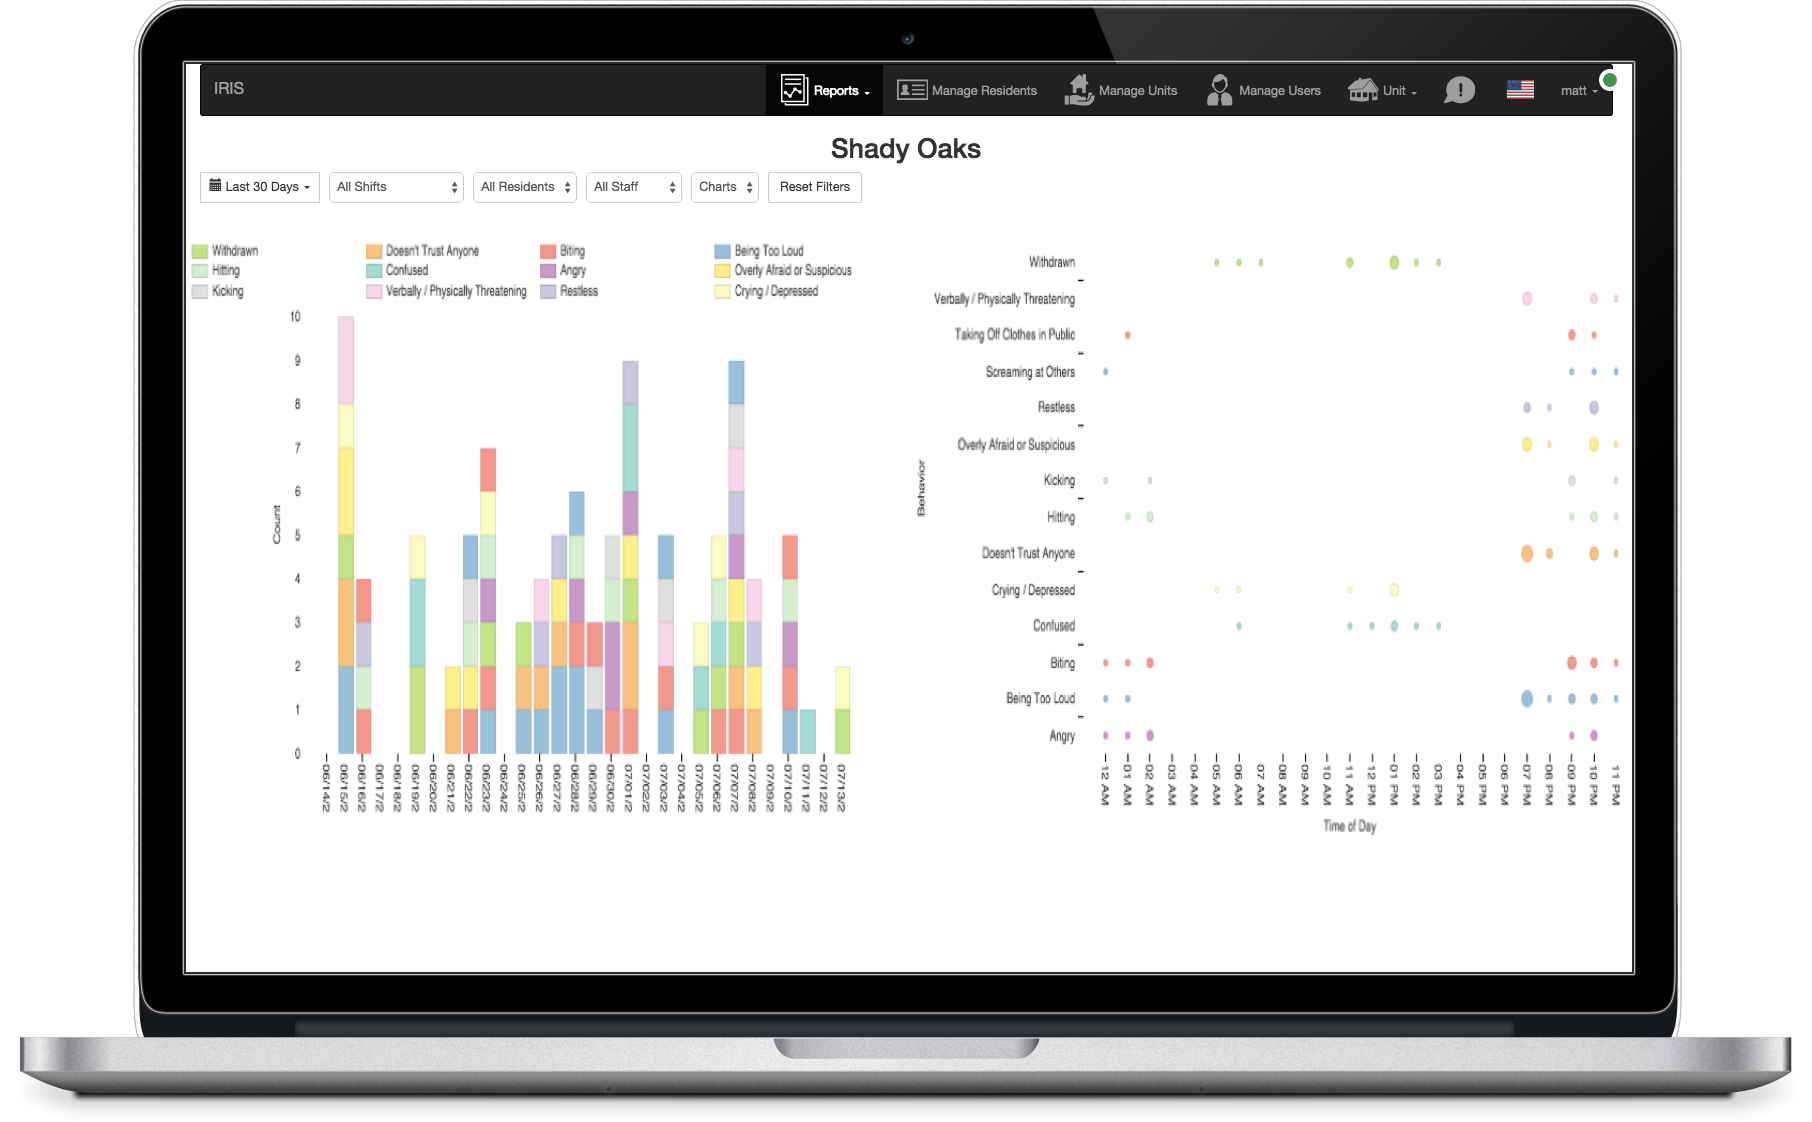 IRIS Reports Manage Residents Manage Units Manage Users Unit matt
Shady Oaks
Last 30 Days All Shifts All Residents All Staff Charts Reset Filters
Withdrawn Doesn't Trust Anyone Biting Being Too Loud
Hitting Confused Angry Overly Afraid or Suspicious
Kicking Verbally / Physically Threatening Restless Crying / Depressed
10
9
8
7
6
5
4
3
2
1
0
Count
06/14/2
06/15/2
06/16/2
06/17/2
06/18/2
06/19/2
06/20/2
06/21/2
06/22/2
06/23/2
06/24/2
06/25/2
06/26/2
06/27/2
06/28/2
06/29/2
06/30/2
07/01/2
07/02/2
07/03/2
07/04/2
07/05/2
07/06/2
07/07/2
07/08/2
07/09/2
07/10/2
07/11/2
07/12/2
07/13/2
Behavior
Withdrawn
Verbally / Physically Threatening
Taking Off Clothes in Public
Screaming at Others
Restless
Overly Afraid or Suspicious
Kicking
Hitting
Doesn't Trust Anyone
Crying / Depressed
Confused
Biting
Being Too Loud
Angry
12 AM
01 AM
02 AM
03 AM
04 AM
05 AM
06 AM
07 AM
08 AM
09 AM
10 AM
11 AM
12 PM
01 PM
02 PM
03 PM
04 PM
05 PM
06 PM
07 PM
08 PM
09 PM
10 PM
11 PM
Time of Day